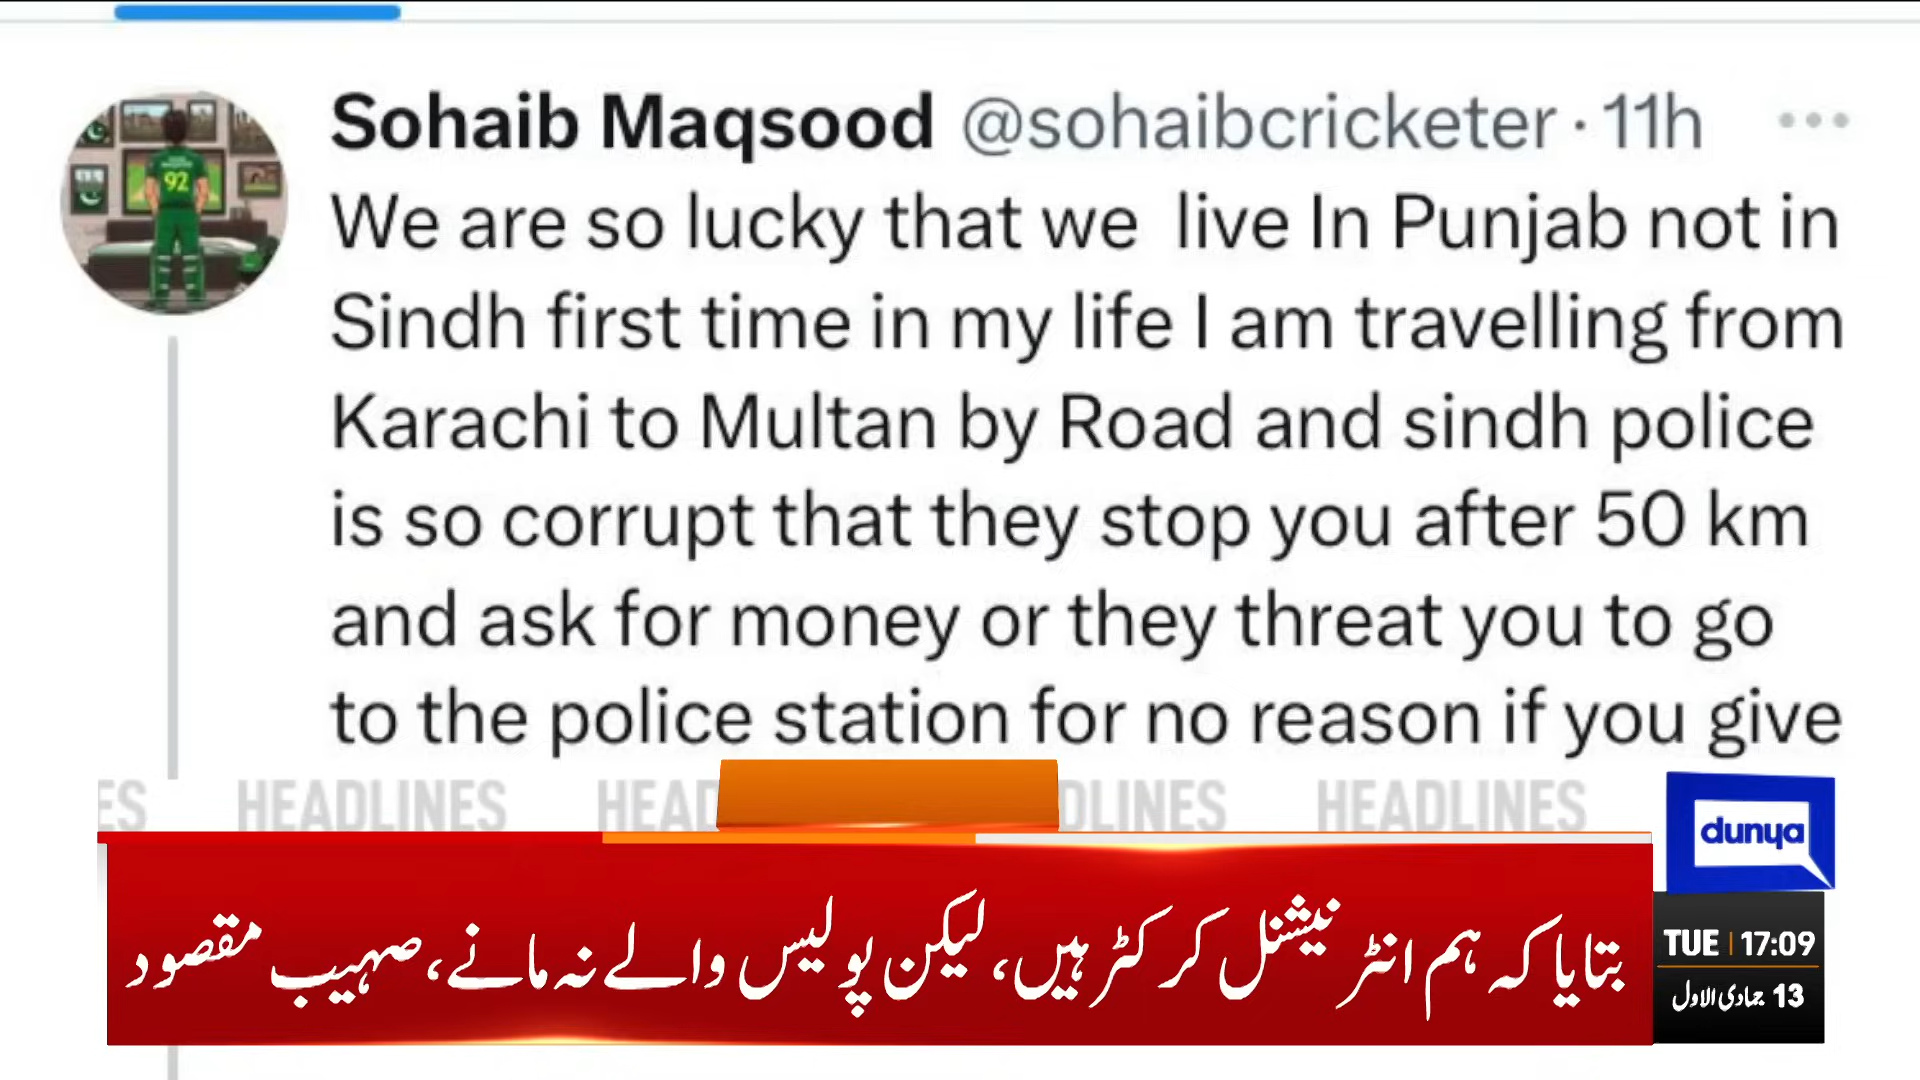 Sohaib Maqsood @sohaibcricketer · 11h
We are so lucky that we live In Punjab not in
Sindh first time in my life I am travelling from
Karachi to Multan by Road and sindh police
is so corrupt that they stop you after 50 km
and ask for money or they threat you to go
to the police station for no reason if you give
ES HEADLINES HEAD DLINES HEADLINES
dunya
بتایا کہ ہم انٹرنیشنل کرکٹر ہیں، لیکن پولیس والے نہ مانے، صہیب مقصود
TUE 17:09
13 جمادی الاول
92